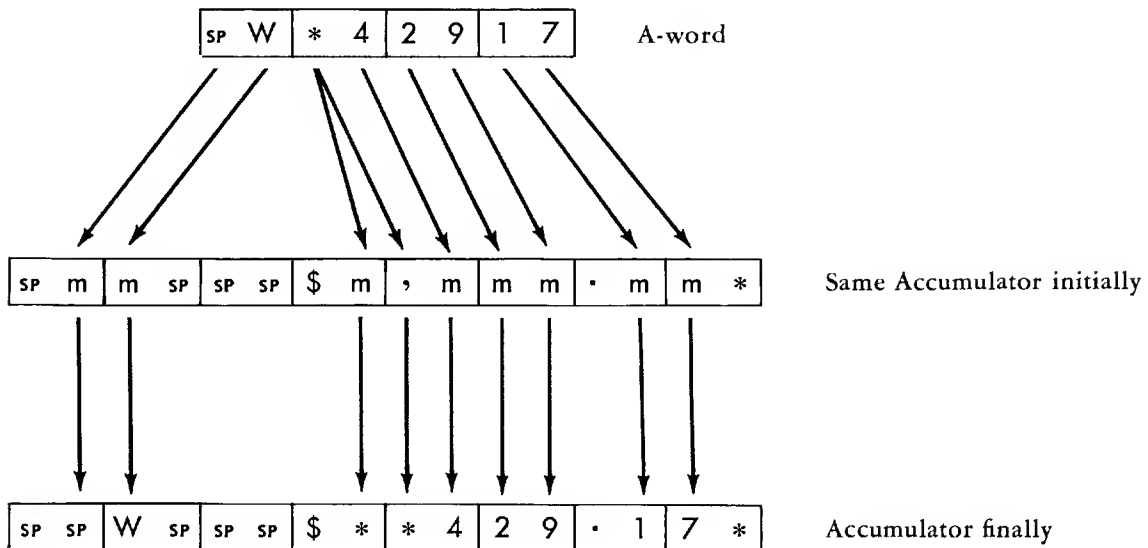 SP W * 4 2 9 1 7 A-word
SP m m SP SP SP $ m , m m m · m m * Same Accumulator initially
SP SP W SP SP SP $ * * 4 2 9 · 1 7 * Accumulator finally